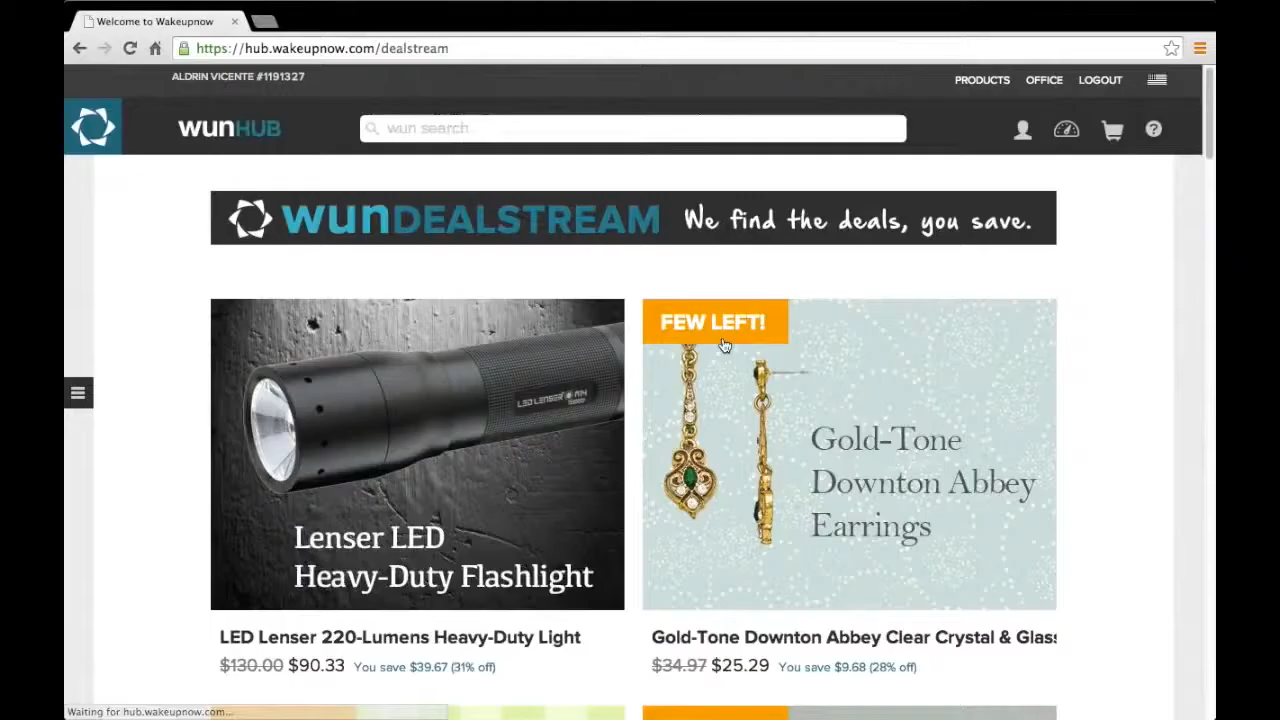 Welcome to Wakeupnow
https://hub.wakeupnow.com/dealstream
ALDRIN VICENTE #1191327
PRODUCTS OFFICE LOGOUT
wunHUB
wun search
wunDEALSTREAM We find the deals, you save.
FEW LEFT!
LED LENSER M14
Lenser LED
Heavy-Duty Flashlight
Gold-Tone
Downton Abbey
Earrings
LED Lenser 220-Lumens Heavy-Duty Light
$130.00 $90.33 You save $39.67 (31% off)
Gold-Tone Downton Abbey Clear Crystal & Glass
$34.97 $25.29 You save $9.68 (28% off)
Waiting for hub.wakeupnow.com...